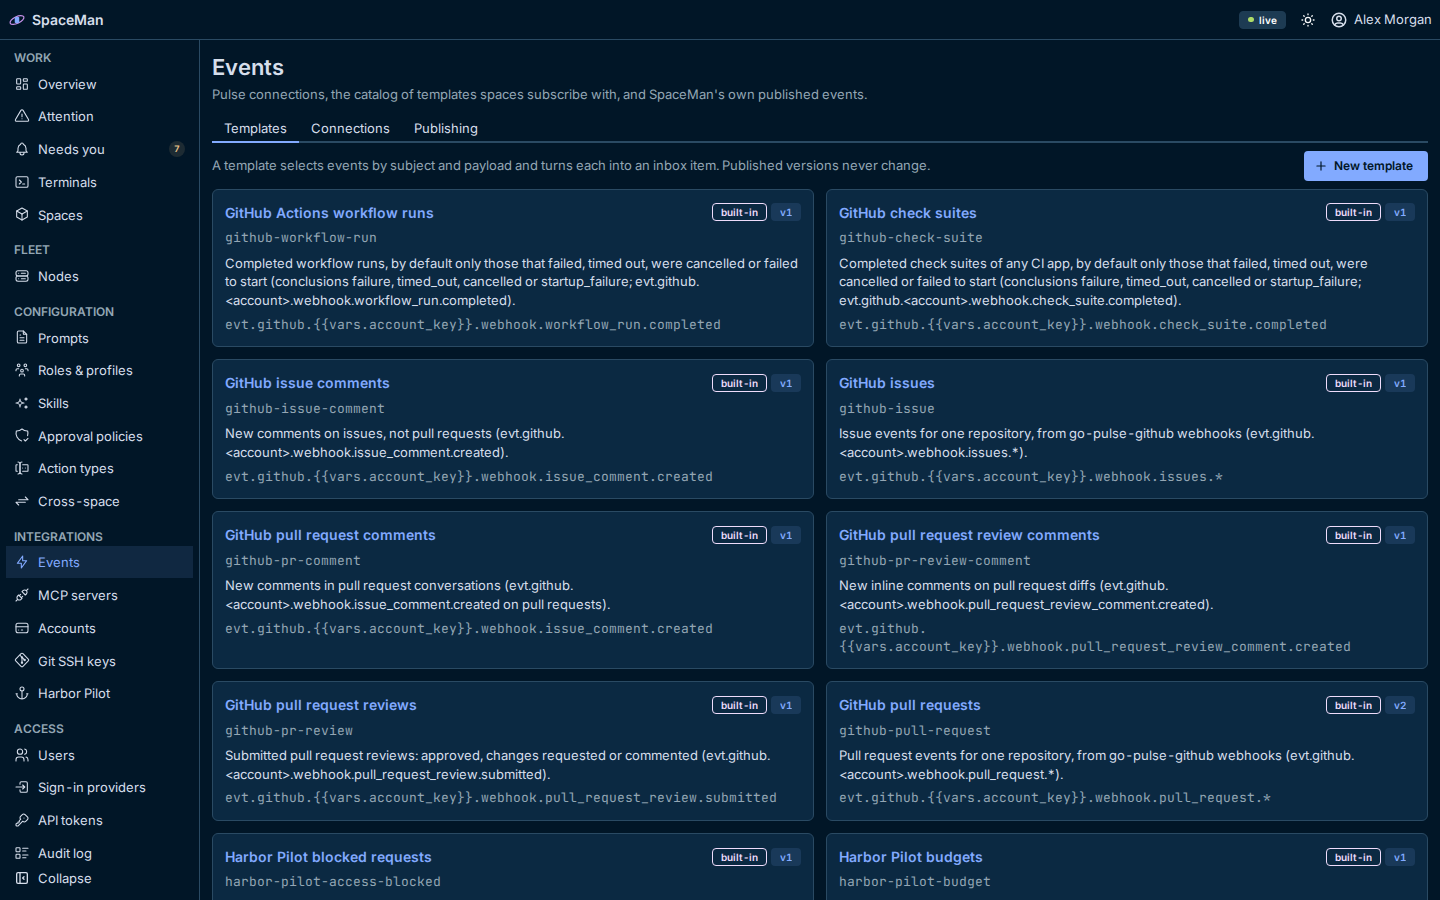 SpaceMan
live
Alex Morgan
WORK
Overview
Attention
Needs you
7
Terminals
Spaces
FLEET
Nodes
CONFIGURATION
Prompts
Roles & profiles
Skills
Approval policies
Action types
Cross-space
INTEGRATIONS
Events
MCP servers
Accounts
Git SSH keys
Harbor Pilot
ACCESS
Users
Sign-in providers
API tokens
Audit log
Collapse
Events
Pulse connections, the catalog of templates spaces subscribe with, and SpaceMan's own published events.
Templates
Connections
Publishing
A template selects events by subject and payload and turns each into an inbox item. Published versions never change.
New template
GitHub Actions workflow runs
built-in
v1
github-workflow-run
Completed workflow runs, by default only those that failed, timed out, were cancelled or failed
to start (conclusions failure, timed_out, cancelled or startup_failure; evt.github.
<account>.webhook.workflow_run.completed).
evt.github.{{vars.account_key}}.webhook.workflow_run.completed
GitHub check suites
built-in
v1
github-check-suite
Completed check suites of any CI app, by default only those that failed, timed out, were
cancelled or failed to start (conclusions failure, timed_out, cancelled or startup_failure;
evt.github.<account>.webhook.check_suite.completed).
evt.github.{{vars.account_key}}.webhook.check_suite.completed
GitHub issue comments
built-in
v1
github-issue-comment
New comments on issues, not pull requests (evt.github.
<account>.webhook.issue_comment.created).
evt.github.{{vars.account_key}}.webhook.issue_comment.created
GitHub issues
built-in
v1
github-issue
Issue events for one repository, from go-pulse-github webhooks (evt.github.
<account>.webhook.issues.*).
evt.github.{{vars.account_key}}.webhook.issues.*
GitHub pull request comments
built-in
v1
github-pr-comment
New comments in pull request conversations (evt.github.
<account>.webhook.issue_comment.created on pull requests).
evt.github.{{vars.account_key}}.webhook.issue_comment.created
GitHub pull request review comments
built-in
v1
github-pr-review-comment
New inline comments on pull request diffs (evt.github.
<account>.webhook.pull_request_review_comment.created).
evt.github.
{{vars.account_key}}.webhook.pull_request_review_comment.created
GitHub pull request reviews
built-in
v1
github-pr-review
Submitted pull request reviews: approved, changes requested or commented (evt.github.
<account>.webhook.pull_request_review.submitted).
evt.github.{{vars.account_key}}.webhook.pull_request_review.submitted
GitHub pull requests
built-in
v2
github-pull-request
Pull request events for one repository, from go-pulse-github webhooks (evt.github.
<account>.webhook.pull_request.*).
evt.github.{{vars.account_key}}.webhook.pull_request.*
Harbor Pilot blocked requests
built-in
v1
harbor-pilot-access-blocked
Harbor Pilot budgets
built-in
v1
harbor-pilot-budget